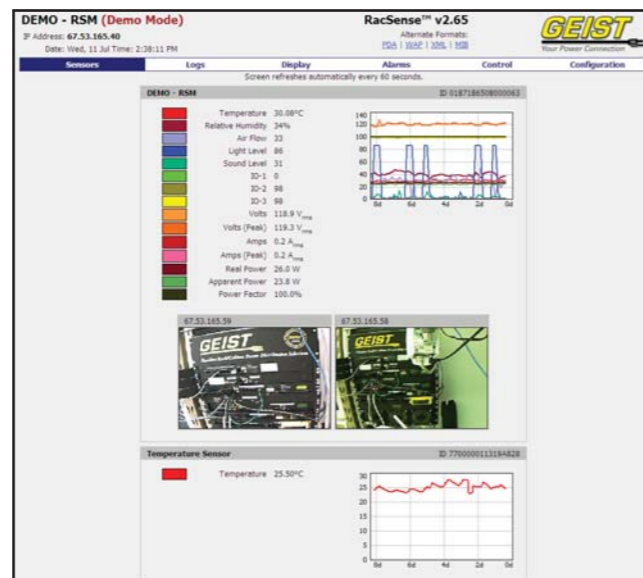 DEMO - RSM (Demo Mode)
IP Address: 67.53.165.40
Date: Wed, 11 Jul Time: 2:38:11 PM
RacSense™ v2.65
Alternate Formats:
PDA | WAP | XML | MIB
GEIST
Your Power Connection
Sensors Logs Display Alarms Control Configuration
Screen refreshes automatically every 60 seconds.
DEMO - RSM ID 0187186508000063
Temperature 30.08°C
Relative Humidity 34%
Air Flow 33
Light Level 86
Sound Level 31
IO-1 0
IO-2 98
IO-3 98
Volts 118.9 Vrms
Volts (Peak) 119.3 Vrms
Amps 0.2 Arms
Amps (Peak) 0.2 Arms
Real Power 26.0 W
Apparent Power 23.8 W
Power Factor 100.0%
140
120
100
80
60
40
20
0
8d 6d 4d 2d 0d
67.53.165.59 67.53.165.58
GEIST
GEIST
Temperature Sensor ID 770000011319A828
Temperature 25.50°C
30
25
20
15
10
5
0
8d 6d 4d 2d 0d